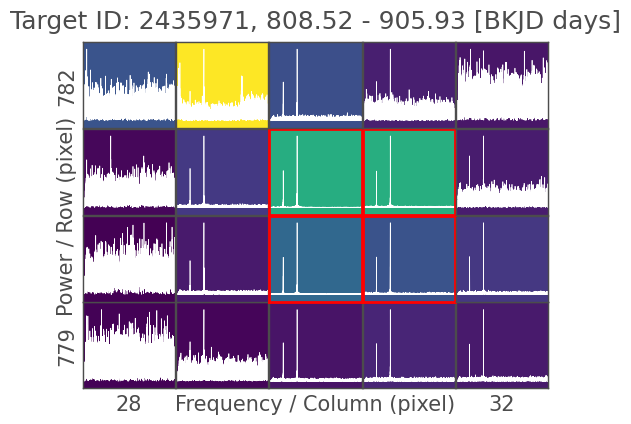 Target ID: 2435971, 808.52 - 905.93 [BKJD days]
782
Power / Row (pixel)
779
28
Frequency / Column (pixel)
32